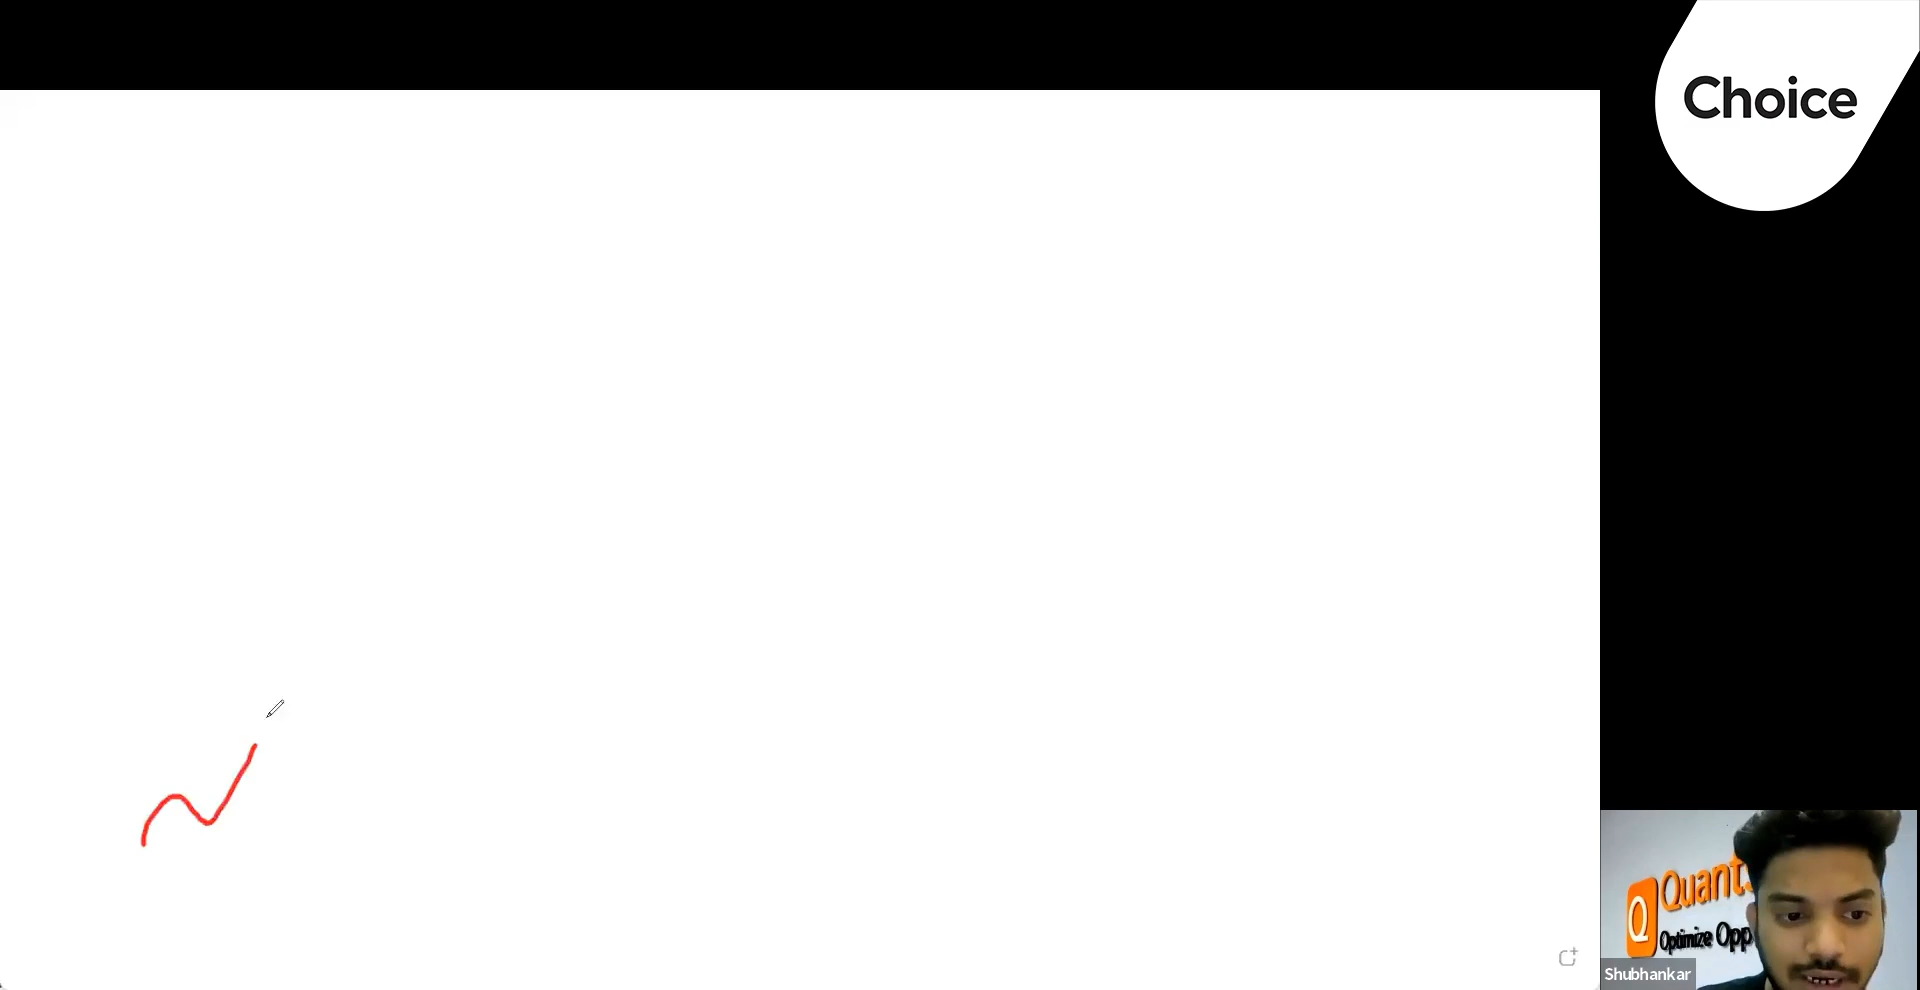 Choice
Quant
Q
Optimize Opp
Shubhankar